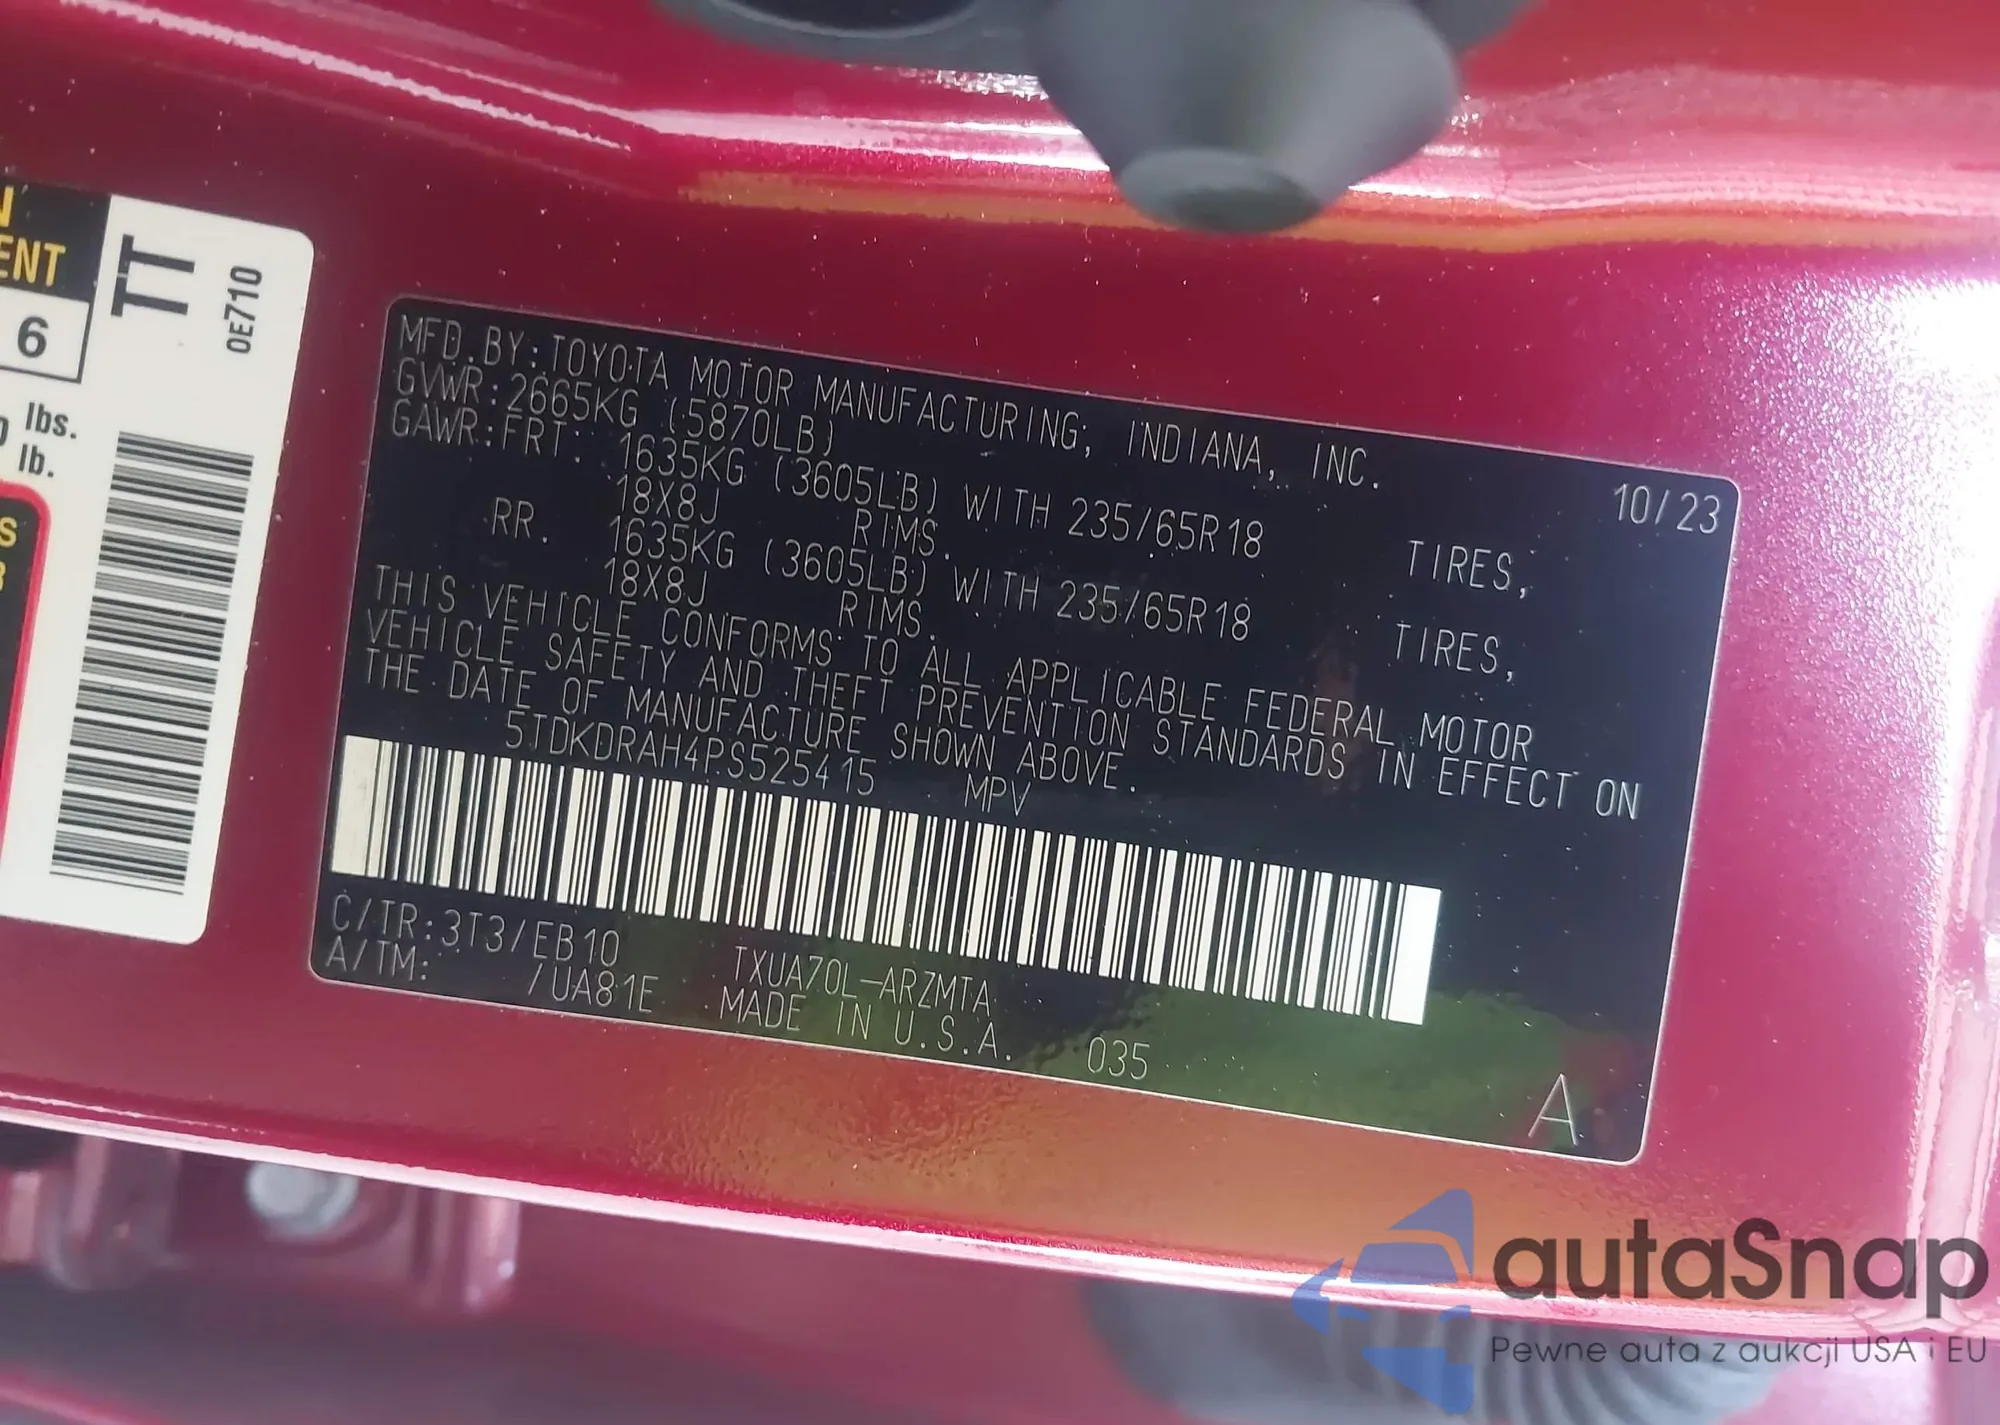 N
ENT
6
lbs.
lb.
S
TT
0E710
MFD.BY:TOYOTA MOTOR MANUFACTURING, INDIANA, INC. 10/23
GVWR:2665KG (5870LB)
GAWR:FRT: 1635KG (3605LB) WITH 235/65R18 TIRES,
18X8J RIMS.
RR. 1635KG (3605LB) WITH 235/65R18 TIRES,
18X8J RIMS.
THIS VEHICLE CONFORMS TO ALL APPLICABLE FEDERAL MOTOR
VEHICLE SAFETY AND THEFT PREVENTION STANDARDS IN EFFECT ON
THE DATE OF MANUFACTURE SHOWN ABOVE.
5TDKDRAH4PS525415 MPV
C/TR:3T3/EB10 TXUA70L-ARZMTA
A/TM: /UA81E MADE IN U.S.A. 035
A
autaSnap
Pewne auta z aukcji USA i EU